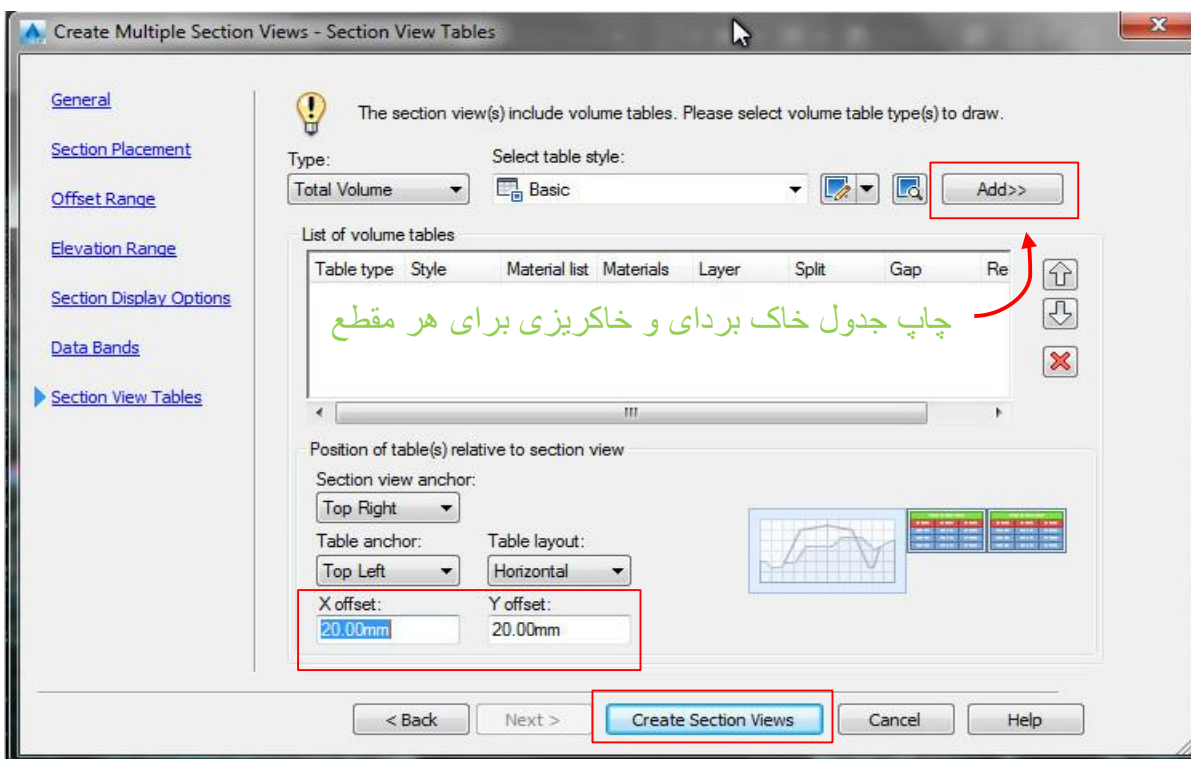 Create Multiple Section Views - Section View Tables
General
Section Placement
Offset Range
Elevation Range
Section Display Options
Data Bands
Section View Tables
The section view(s) include volume tables. Please select volume table type(s) to draw.
Type: Select table style:
Total Volume Basic Add>>
List of volume tables
Table type Style Material list Materials Layer Split Gap Re
چاپ جدول خاک بردای و خاکریزی برای هر مقطع
Position of table(s) relative to section view
Section view anchor:
Top Right
Table anchor: Table layout:
Top Left Horizontal
X offset: Y offset:
20.00mm 20.00mm
< Back Next > Create Section Views Cancel Help